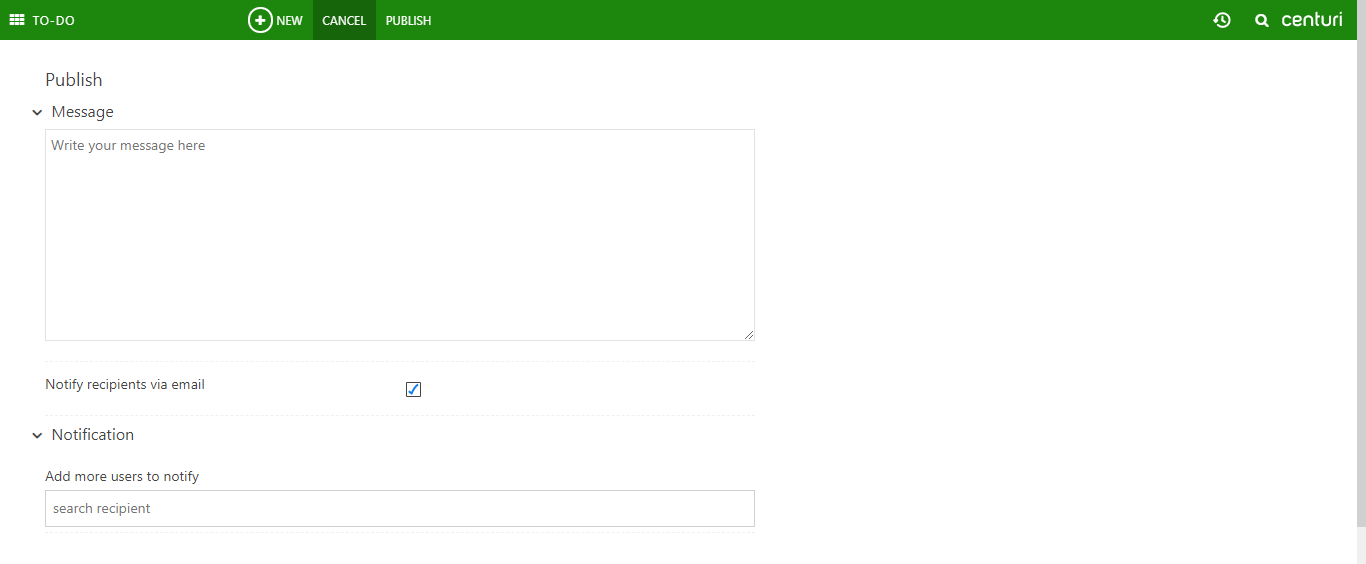 TO-DO
NEW
CANCEL
PUBLISH
centuri
Publish
Message
Write your message here
Notify recipients via email
Notification
Add more users to notify
search recipient